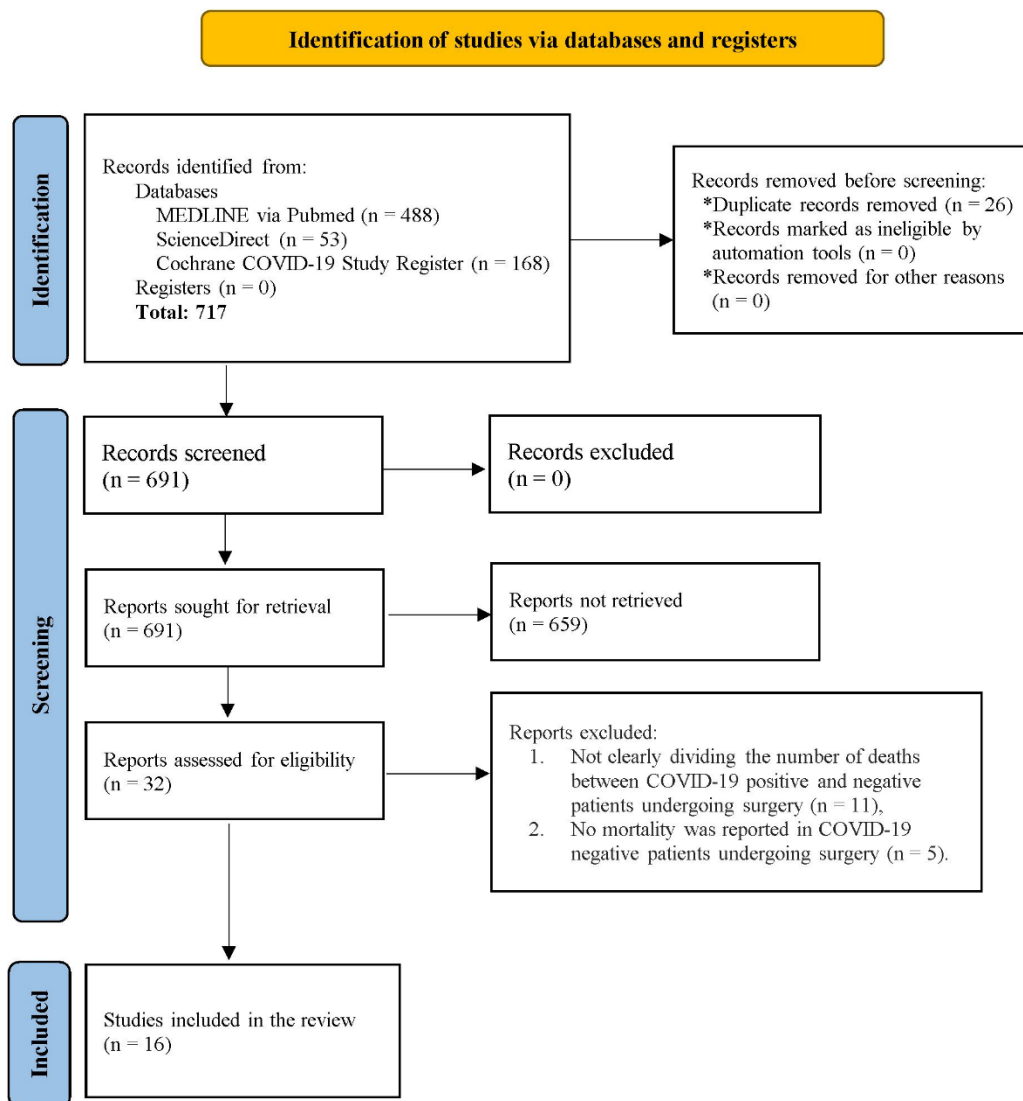 Identification of studies via databases and registers
Identification
Records identified from:
Databases
MEDLINE via Pubmed (n = 488)
ScienceDirect (n = 53)
Cochrane COVID-19 Study Register (n = 168)
Registers (n = 0)
Total: 717
Records removed before screening:
*Duplicate records removed (n = 26)
*Records marked as ineligible by
automation tools (n = 0)
*Records removed for other reasons
(n = 0)
Screening
Records screened
(n = 691)
Records excluded
(n = 0)
Reports sought for retrieval
(n = 691)
Reports not retrieved
(n = 659)
Reports assessed for eligibility
(n = 32)
Reports excluded:
1. Not clearly dividing the number of deaths
between COVID-19 positive and negative
patients undergoing surgery (n = 11),
2. No mortality was reported in COVID-19
negative patients undergoing surgery (n = 5).
Included
Studies included in the review
(n = 16)